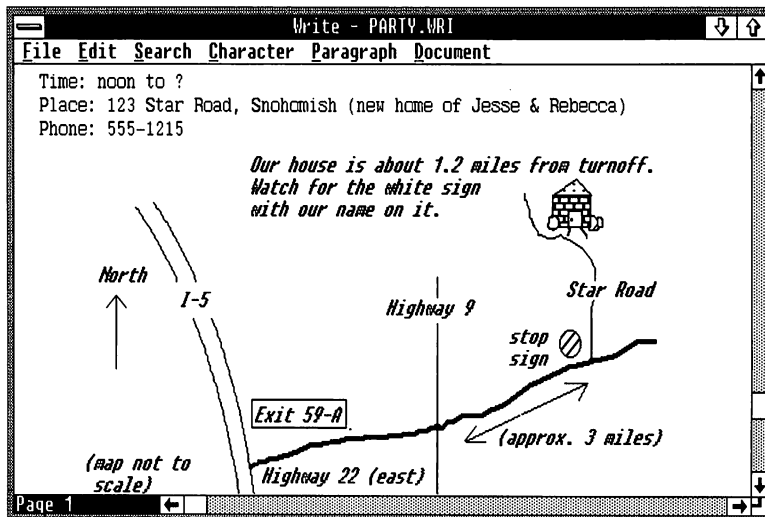 Write - PARTY.WRI
File Edit Search Character Paragraph Document
Time: noon to ?
Place: 123 Star Road, Snohomish (new home of Jesse & Rebecca)
Phone: 555-1215
Our house is about 1.2 miles from turnoff.
Watch for the white sign
with our name on it.
North
I-5
Highway 9
Star Road
stop
sign
Exit 59-A
(approx. 3 miles)
(map not to
scale)
Highway 22 (east)
Page 1